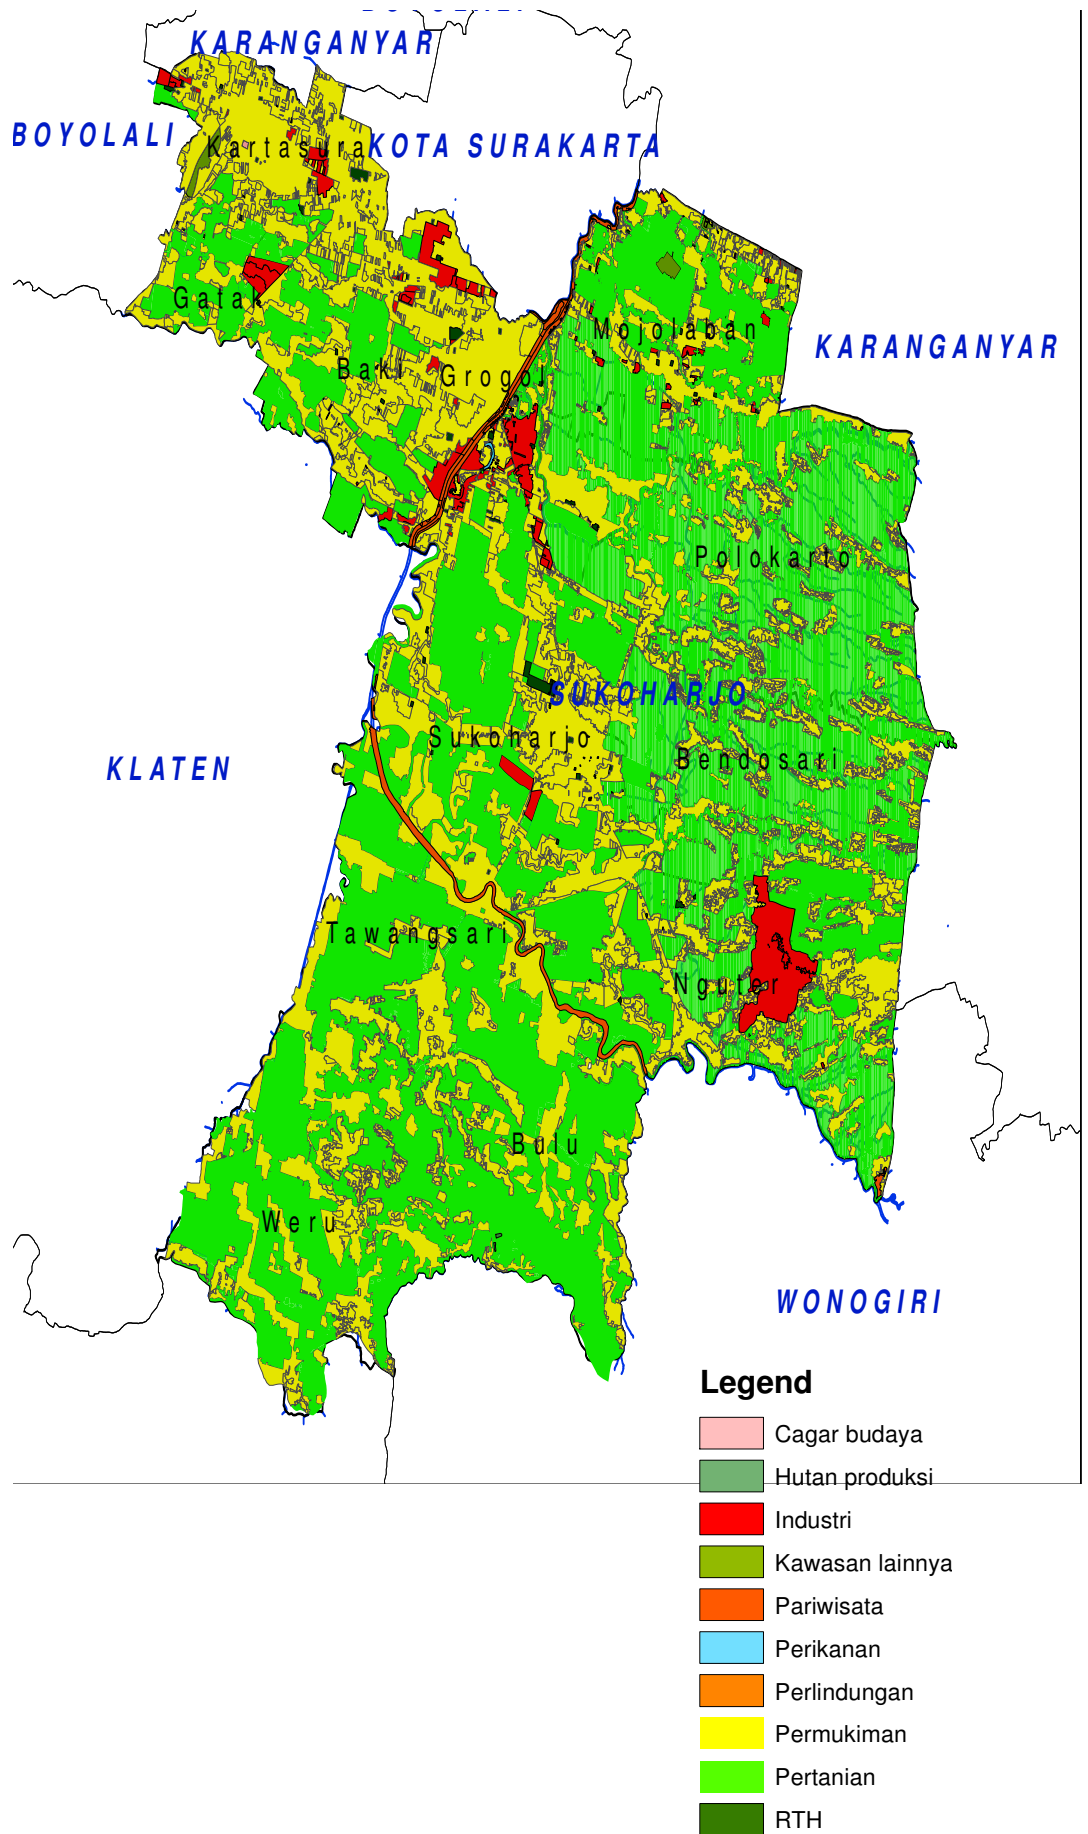 KARANGANYAR
BOYOLALI
Kartasura
KOTA SURAKARTA
Gatak
Mojolaban
KARANGANYAR
Baki
Grogol
Polokarto
SUKOHARJO
Sukoharjo
Bendosari
KLATEN
Tawangsari
Nguter
Bulu
Weru
WONOGIRI
Legend
Cagar budaya
Hutan produksi
Industri
Kawasan lainnya
Pariwisata
Perikanan
Perlindungan
Permukiman
Pertanian
RTH